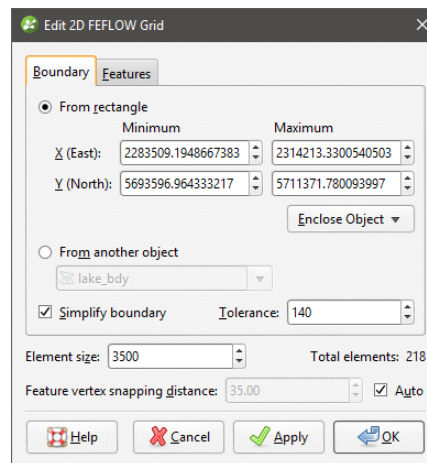 Edit 2D FEFLOW Grid
Boundary Features
From rectangle
Minimum Maximum
X (East): 2283509.1948667383 2314213.3300540503
Y (North): 5693596.964333217 5711371.780093997
Enclose Object
From another object
lake_bdy
Simplify boundary Tolerance: 140
Element size: 3500 Total elements: 218
Feature vertex snapping distance: 35.00 Auto
Help Cancel Apply OK